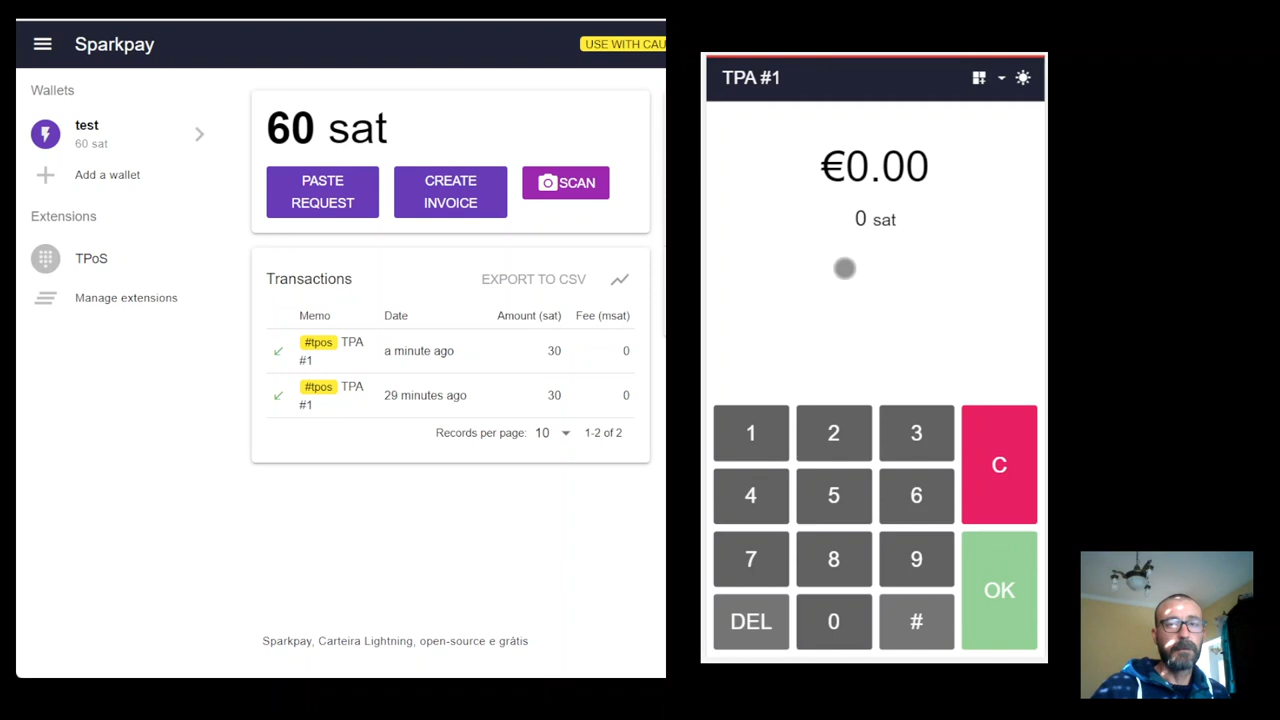 Sparkpay
USE WITH CAU
Wallets
test
60 sat
Add a wallet
Extensions
TPoS
Manage extensions
60 sat
PASTE REQUEST
CREATE INVOICE
SCAN
Transactions
EXPORT TO CSV
Memo Date Amount (sat) Fee (msat)
#tpos TPA #1 a minute ago 30 0
#tpos TPA #1 29 minutes ago 30 0
Records per page: 10 1-2 of 2
Sparkpay, Carteira Lightning, open-source e grátis
TPA #1
€0.00
0 sat
1 2 3 C
4 5 6
7 8 9 OK
DEL 0 #